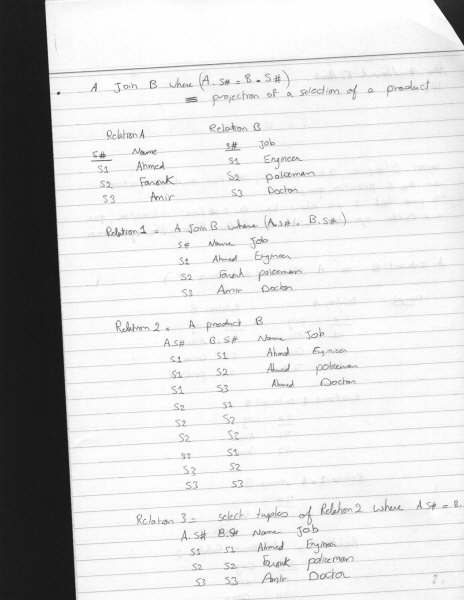 A Join B where (A.S# = B.S#)
≡ projection of a selection of a product
Relation A Relation B
S# Name S# Job
S1 Ahmed S1 Engineer
S2 Farouk S2 policeman
S3 Amir S3 Doctor
Relation 1 = A Join B where (A.S# = B.S#)
S# Name Job
S1 Ahmed Engineer
S2 Farouk policeman
S3 Amir Doctor
Relation 2 = A product B
A.S# B.S# Name Job
S1 S1 Ahmed Engineer
S1 S2 Ahmed policeman
S1 S3 Ahmed Doctor
S2 S1
S2 S2
S2
S1
S3 S2
S3 S3
Relation 3 = select tuples of Relation 2 where A.S# = B.
A.S# B.S# Name Job
S1 S1 Ahmed Engineer
S2 S2 Farouk policeman
S3 S3 Amir Doctor